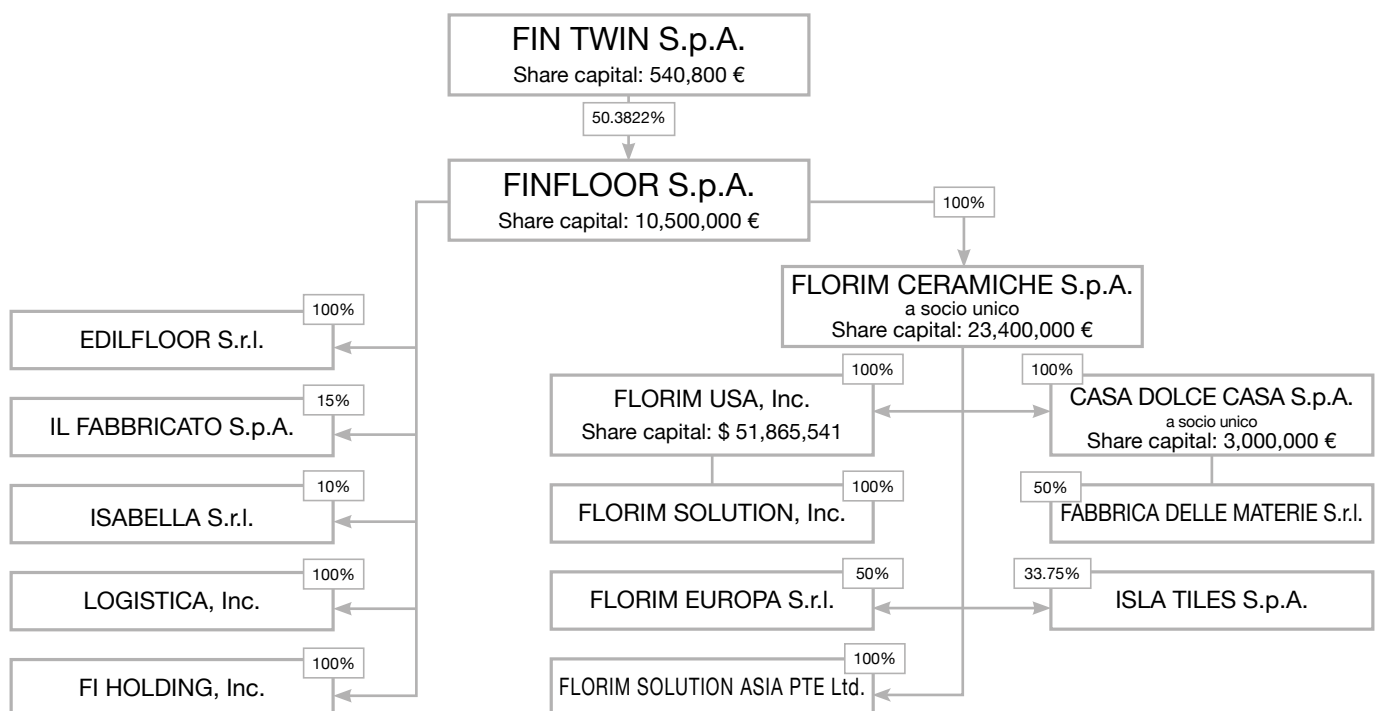 FIN TWIN S.p.A.
Share capital: 540,800 €
50.3822%
FINFLOOR S.p.A.
Share capital: 10,500,000 €
100%
FLORIM CERAMICHE S.p.A.
a socio unico
Share capital: 23,400,000 €
100%
EDILFLOOR S.r.l.
15%
IL FABBRICATO S.p.A.
10%
ISABELLA S.r.l.
100%
LOGISTICA, Inc.
100%
FI HOLDING, Inc.
100%
FLORIM USA, Inc.
Share capital: $ 51,865,541
100%
FLORIM SOLUTION, Inc.
50%
FLORIM EUROPA S.r.l.
100%
FLORIM SOLUTION ASIA PTE Ltd.
100%
CASA DOLCE CASA S.p.A.
a socio unico
Share capital: 3,000,000 €
50%
FABBRICA DELLE MATERIE S.r.l.
33.75%
ISLA TILES S.p.A.